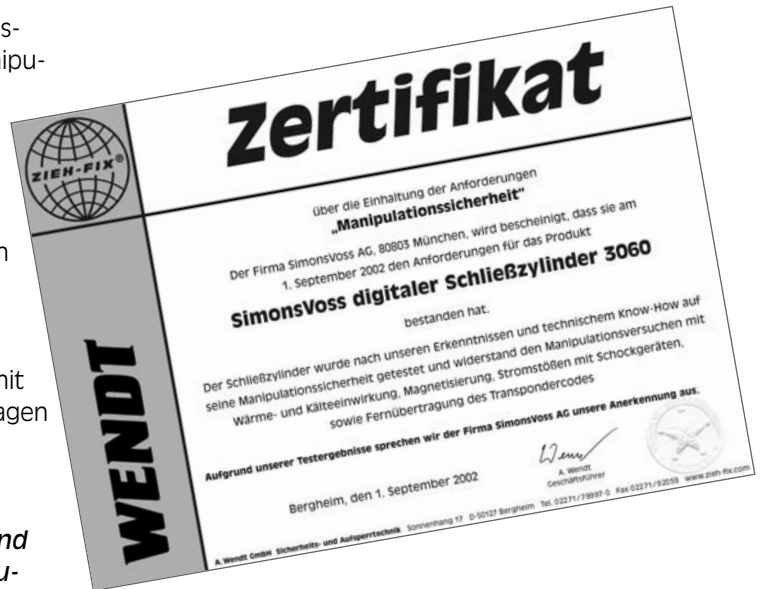 s-
nipu-
n
nit
agen
nd
u-
ZIEH-FIX®
WENDT
Zertifikat
über die Einhaltung der Anforderungen
„Manipulationssicherheit“
Der Firma SimonsVoss AG, 80803 München, wird bescheinigt, dass sie am
1. September 2002 den Anforderungen für das Produkt
SimonsVoss digitaler Schließzylinder 3060
bestanden hat.
Der Schließzylinder wurde nach unseren Erkenntnissen und technischem Know-How auf
seine Manipulationssicherheit getestet und widerstand den Manipulationsversuchen mit
Wärme- und Kälteeinwirkung, Magnetisierung, Stromstößen mit Schockgeräten,
sowie Fernübertragung des Transpondercodes
Aufgrund unserer Testergebnisse sprechen wir der Firma SimonsVoss AG unsere Anerkennung aus.
Bergheim, den 1. September 2002
A. Wendt
Geschäftsführer
A. Wendt GmbH Sicherheits- und Aufsperrtechnik Sonnenhang 17 D-50127 Bergheim Tel. 02271/79997-0 Fax 02271/92059 www.zieh-fix.com